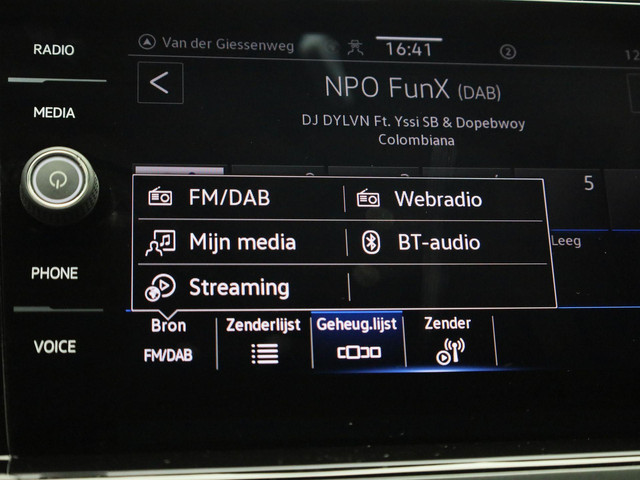 RADIO
MEDIA
PHONE
VOICE
Van der Giessenweg
16:41
2
12
NPO FunX (DAB)
DJ DYLVN Ft. Yssi SB & Dopebwoy
Colombiana
5
Leeg
FM/DAB
Webradio
Mijn media
BT-audio
Streaming
Bron
Zenderlijst
Geheug.lijst
Zender
FM/DAB